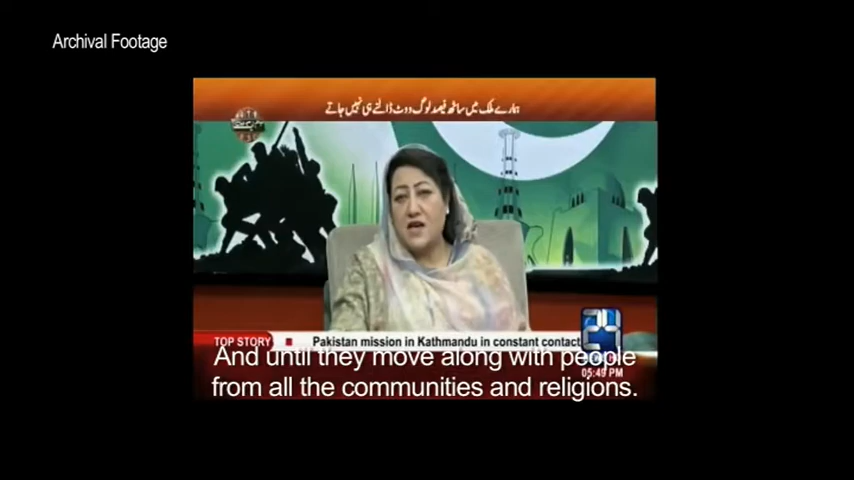 Archival Footage
ہمارے ملک میں ساٹھ فیصد لوگ ووٹ ڈالنے ہی نہیں جاتے
TOP STORY Pakistan mission in Kathmandu in constant contact
24
And until they move along with people
05:49 PM
from all the communities and religions.